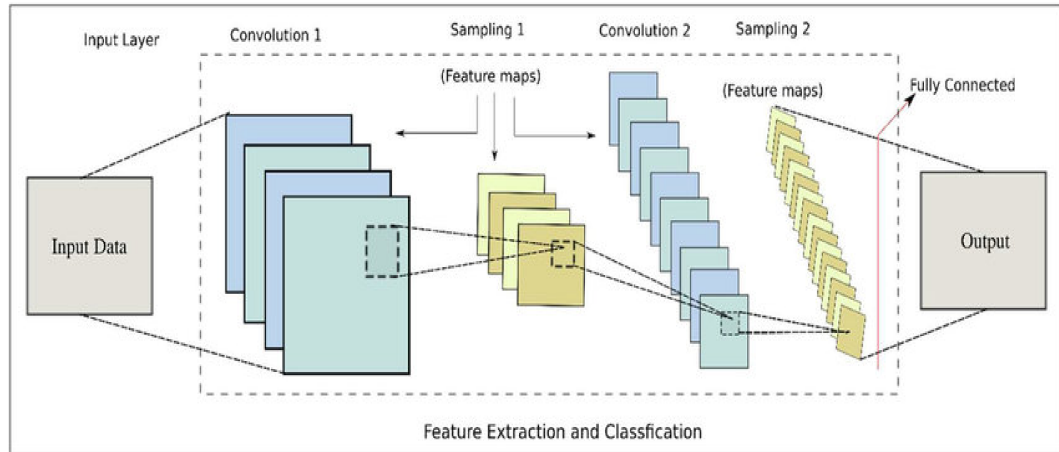 Input Layer
Convolution 1
Sampling 1
Convolution 2
Sampling 2
(Feature maps)
(Feature maps)
Fully Connected
Input Data
Output
Feature Extraction and Classfication